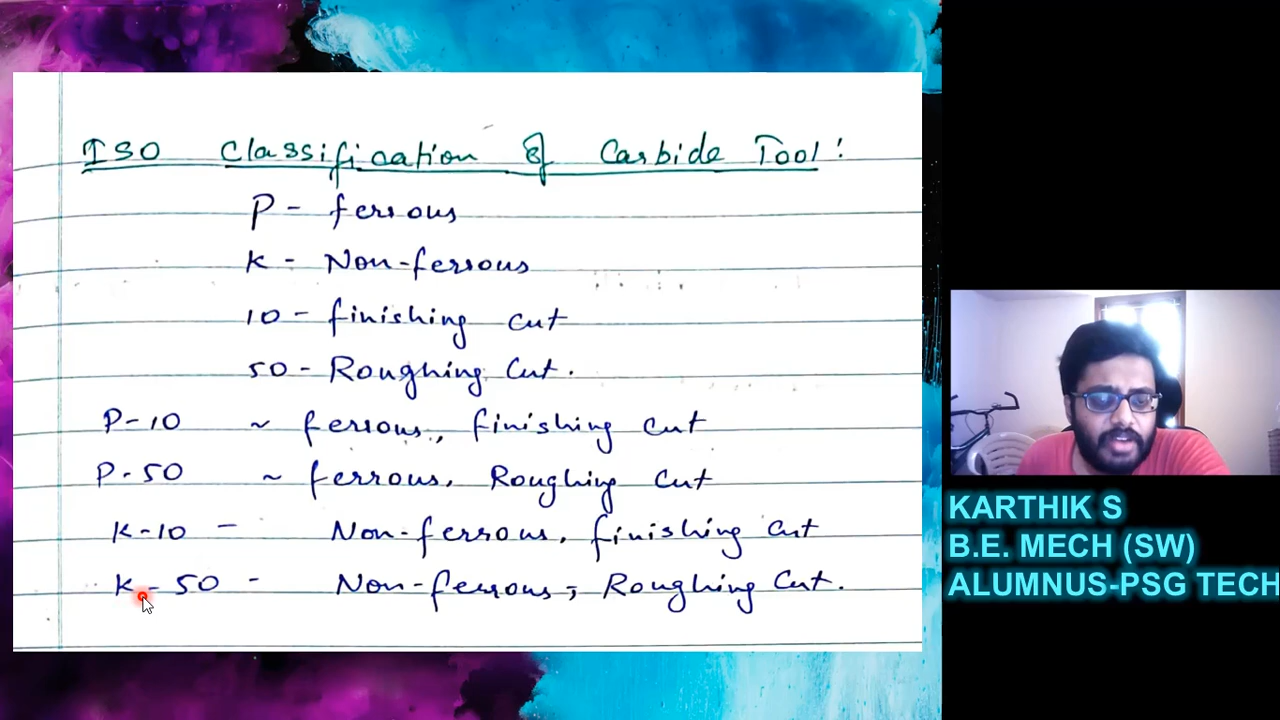 ISO Classification of Carbide Tool:
P - ferrous
K - Non-ferrous
10 - finishing cut
50 - Roughing Cut.
P-10 ~ ferrous, finishing cut
P-50 ~ ferrous, Roughing cut
K-10 - Non-ferrous, finishing cut
K-50 - Non-ferrous, Roughing Cut.
KARTHIK S
B.E. MECH (SW)
ALUMNUS-PSG TECH